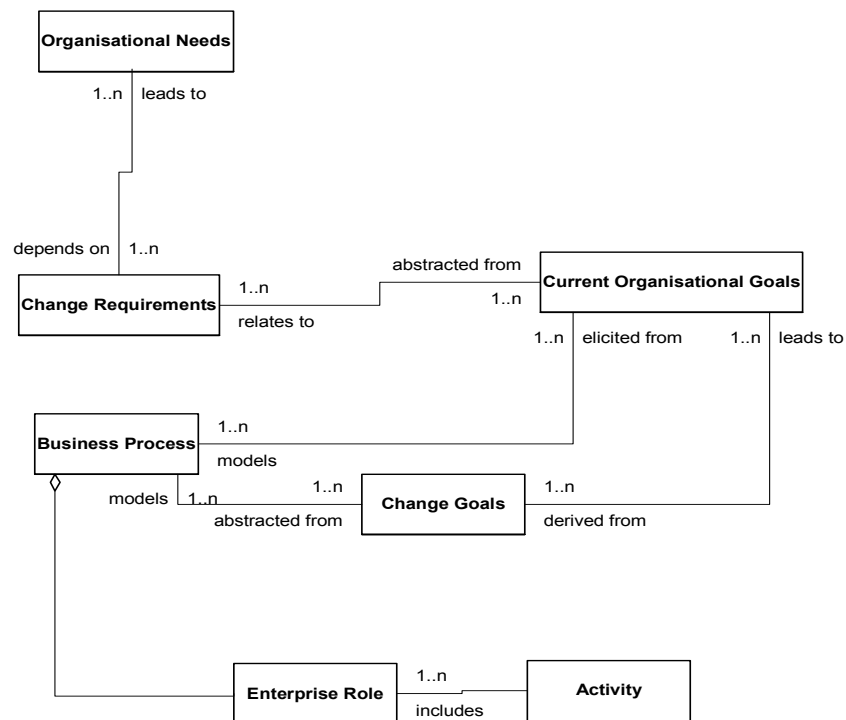 Organisational Needs
1..n leads to
depends on 1..n
Change Requirements
1..n
relates to
abstracted from
1..n
Current Organisational Goals
1..n elicited from
1..n leads to
Business Process
1..n
models
models 1..n
1..n
abstracted from
Change Goals
1..n
derived from
Enterprise Role
1..n
includes
Activity